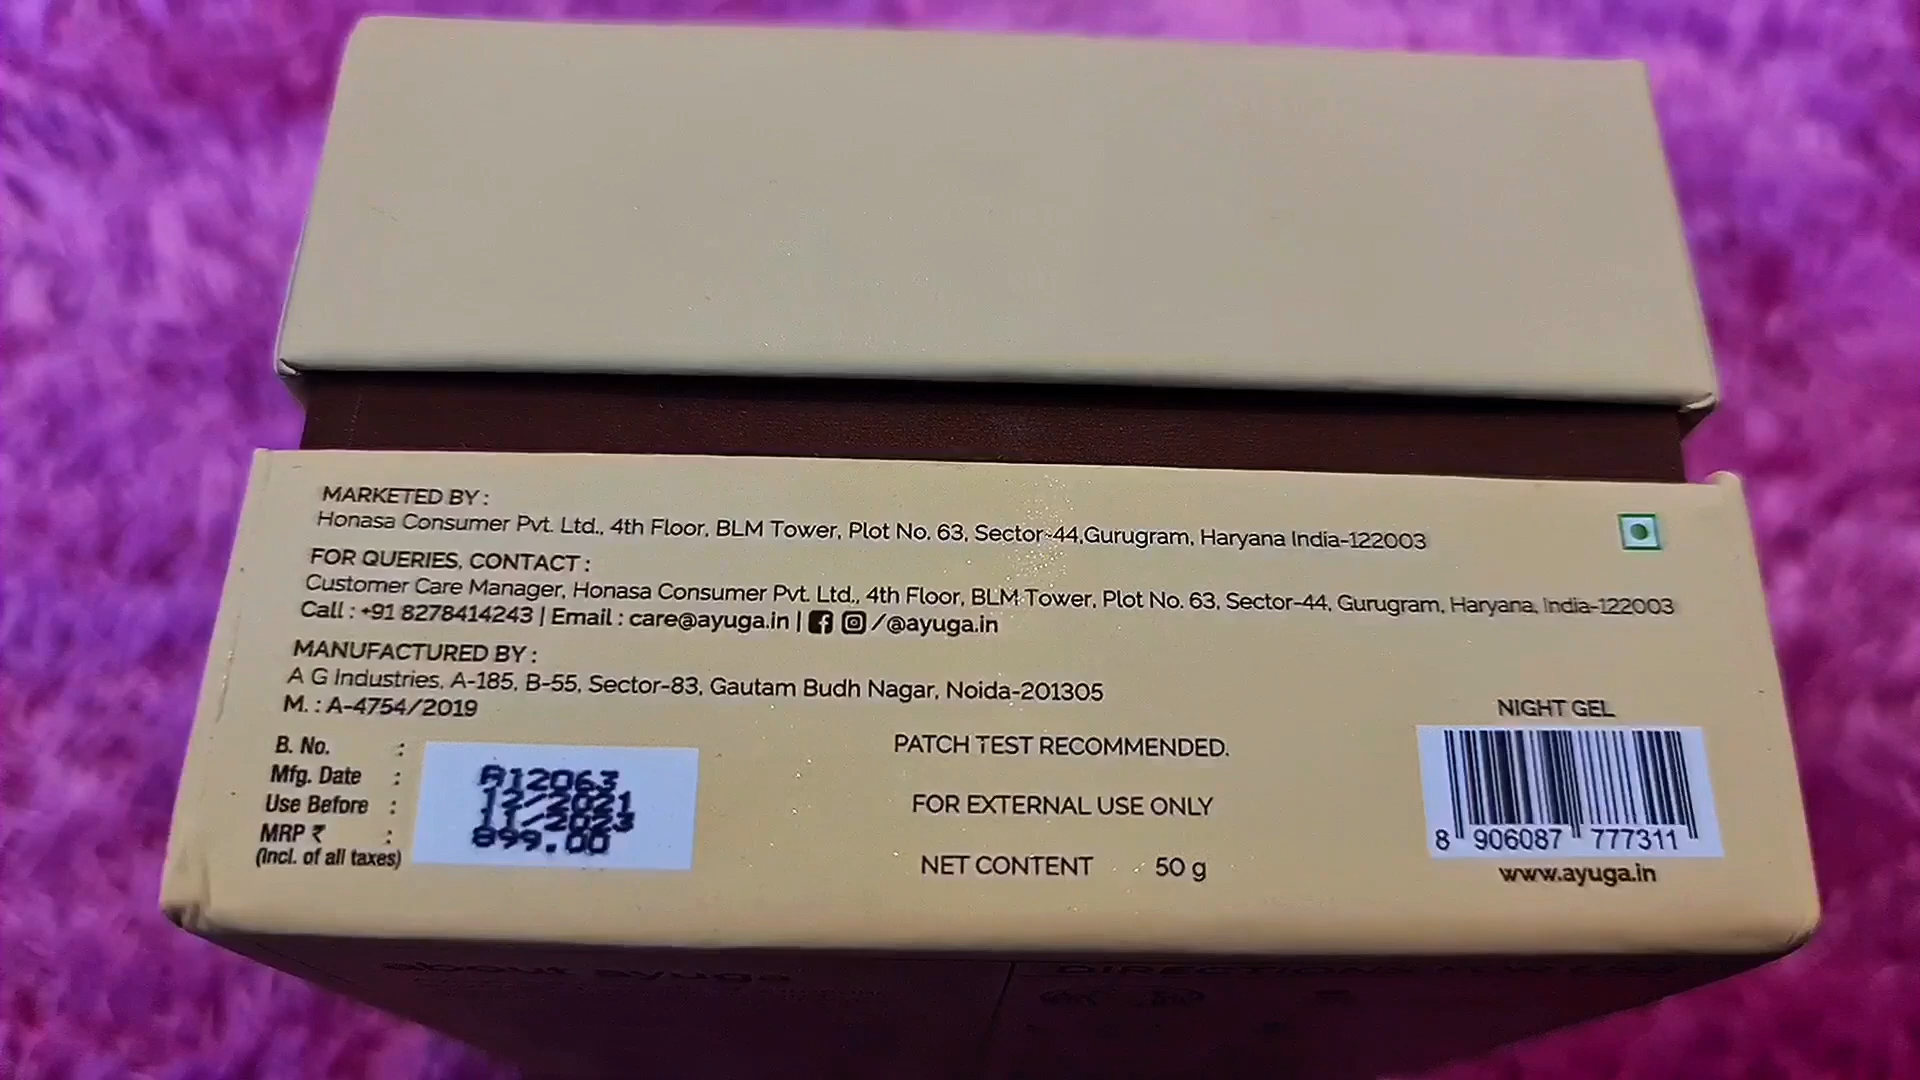 MARKETED BY :
Honasa Consumer Pvt. Ltd., 4th Floor, BLM Tower, Plot No. 63, Sector-44,Gurugram, Haryana India-122003
FOR QUERIES, CONTACT :
Customer Care Manager, Honasa Consumer Pvt. Ltd., 4th Floor, BLM Tower, Plot No. 63, Sector-44, Gurugram, Haryana, India-122003
Call : +91 8278414243 | Email : care@ayuga.in | /@ayuga.in
MANUFACTURED BY :
A G Industries, A-185, B-55, Sector-83, Gautam Budh Nagar, Noida-201305
M. : A-4754/2019
B. No. : A12063
Mfg. Date : 12/2021
Use Before : 11/2023
MRP ₹ : 899.00
(Incl. of all taxes)
PATCH TEST RECOMMENDED.
FOR EXTERNAL USE ONLY
NET CONTENT 50 g
NIGHT GEL
8 906087 777311
www.ayuga.in
about ayuga